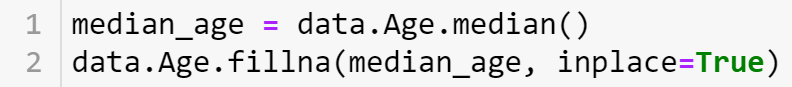 1 median_age = data.Age.median()
2 data.Age.fillna(median_age, inplace=True)